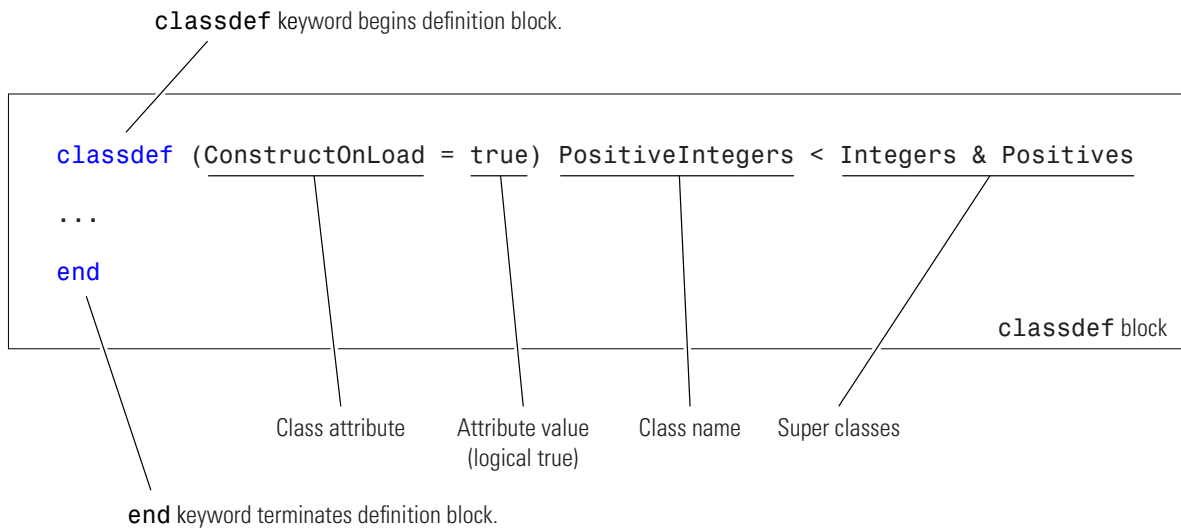 classdef keyword begins definition block.
classdef (ConstructOnLoad = true) PositiveIntegers < Integers & Positives
...
end
classdef block
Class attribute
Attribute value
(logical true)
Class name
Super classes
end keyword terminates definition block.